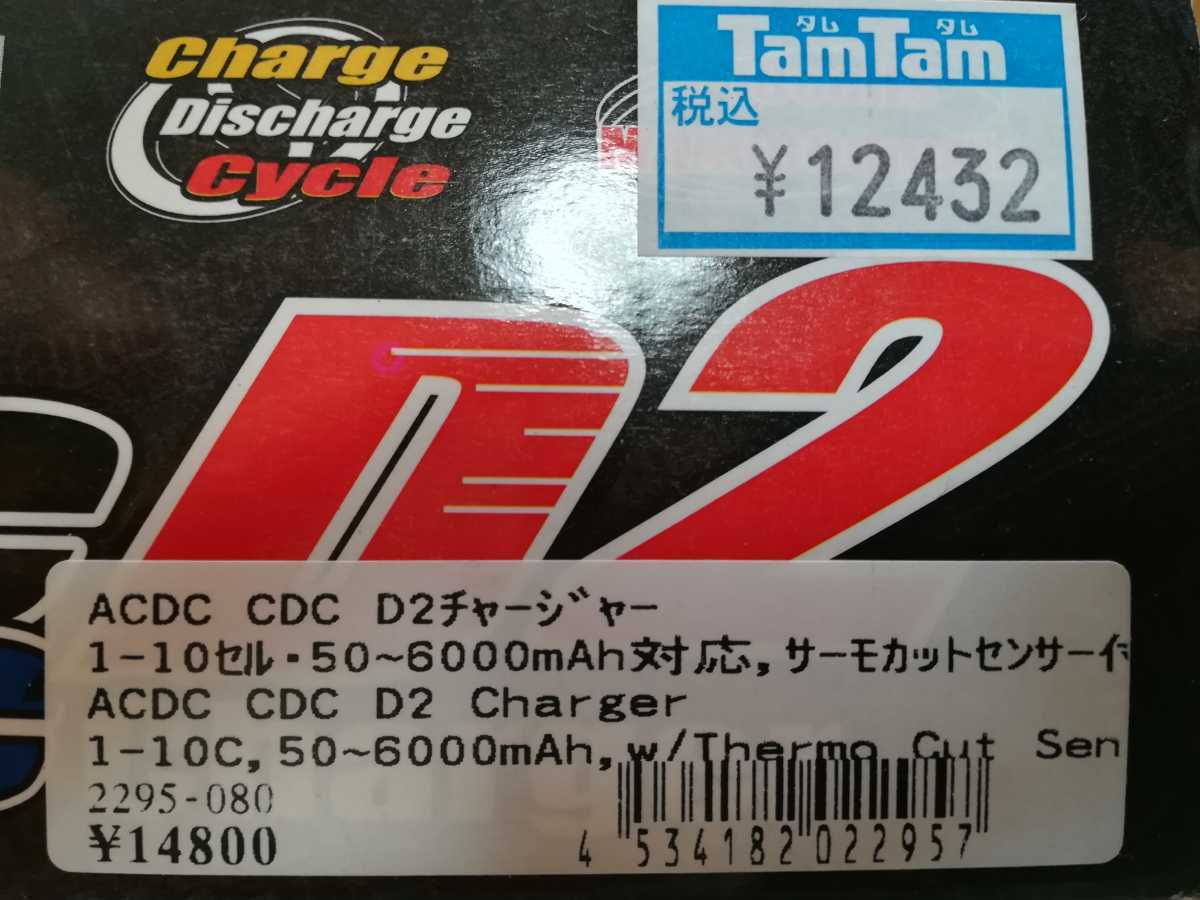 Charge
Discharge
Cycle
タム タム
TamTam
税込
¥12432
D2
ACDC CDC D2チャージャー
1-10セル・50~6000mAh対応,サーモカットセンサー付
ACDC CDC D2 Charger
1-10C,50~6000mAh,w/Thermo Cut Sen
2295-080
¥14800
4 534182 022957